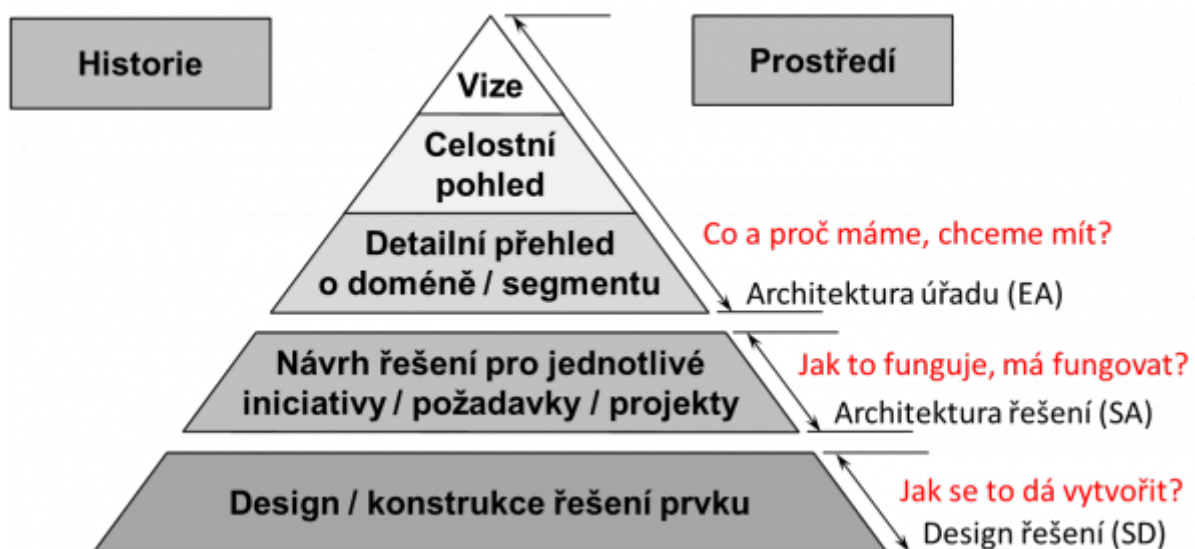 Historie
Prostředí
Vize
Celostní
pohled
Detailní přehled
o doméně / segmentu
Co a proč máme, chceme mít?
Architektura úřadu (EA)
Návrh řešení pro jednotlivé
iniciativy / požadavky / projekty
Jak to funguje, má fungovat?
Architektura řešení (SA)
Design / konstrukce řešení prvku
Jak se to dá vytvořit?
Design řešení (SD)